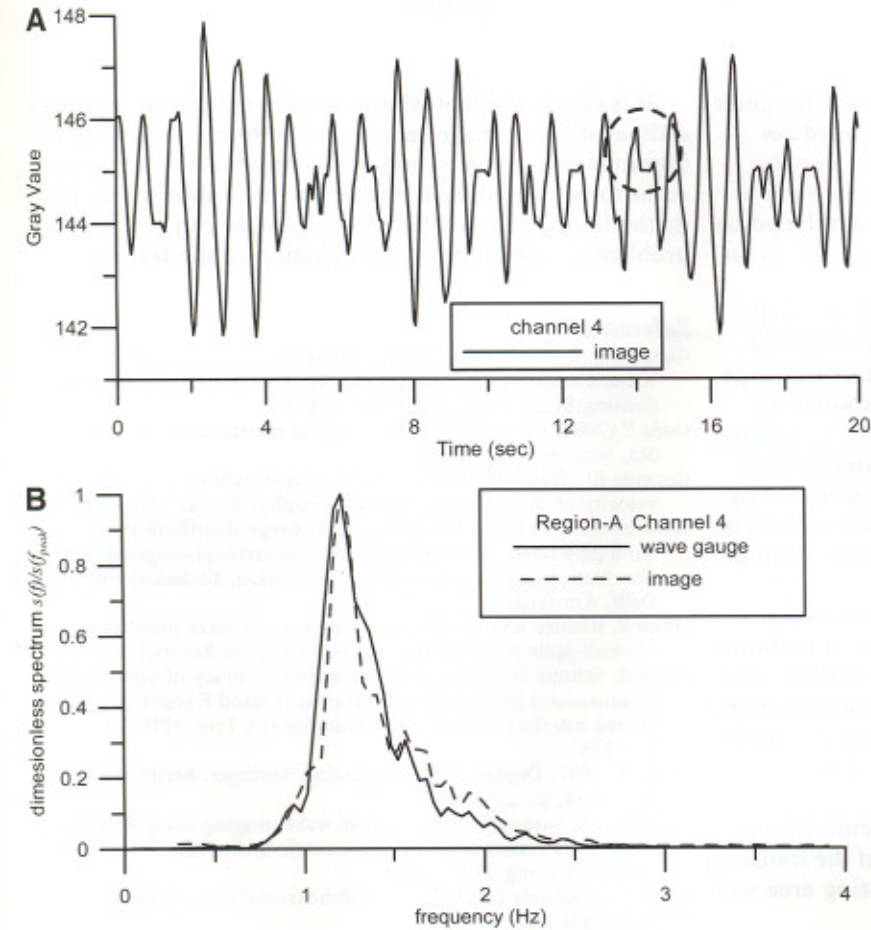 A
148
146
144
142
Gray Vaue
channel 4
image
0
4
8
12
16
20
Time (sec)
B
1
0.8
0.6
0.4
0.2
0
dimesionless spectrum s(f)/s(fpeak)
Region-A Channel 4
wave gauge
image
0
1
2
3
4
frequency (Hz)